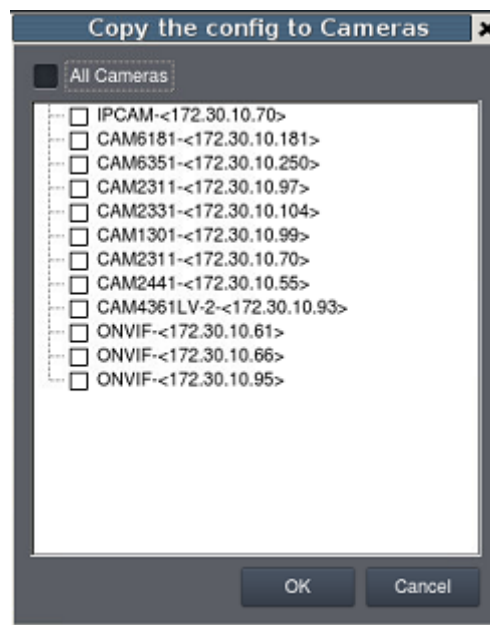 Copy the config to Cameras
All Cameras
IPCAM-<172.30.10.70>
CAM6181-<172.30.10.181>
CAM6351-<172.30.10.250>
CAM2311-<172.30.10.97>
CAM2331-<172.30.10.104>
CAM1301-<172.30.10.99>
CAM2311-<172.30.10.70>
CAM2441-<172.30.10.55>
CAM4361LV-2-<172.30.10.93>
ONVIF-<172.30.10.61>
ONVIF-<172.30.10.66>
ONVIF-<172.30.10.95>
OK Cancel